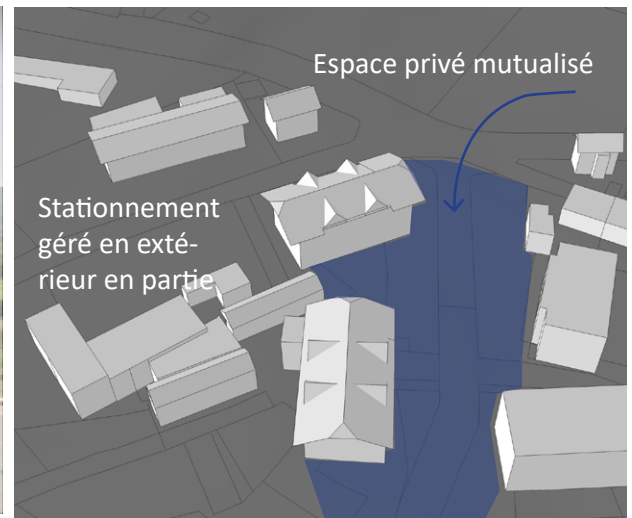 Espace privé mutualisé
Stationnement
géré en exté-
rieur en partie